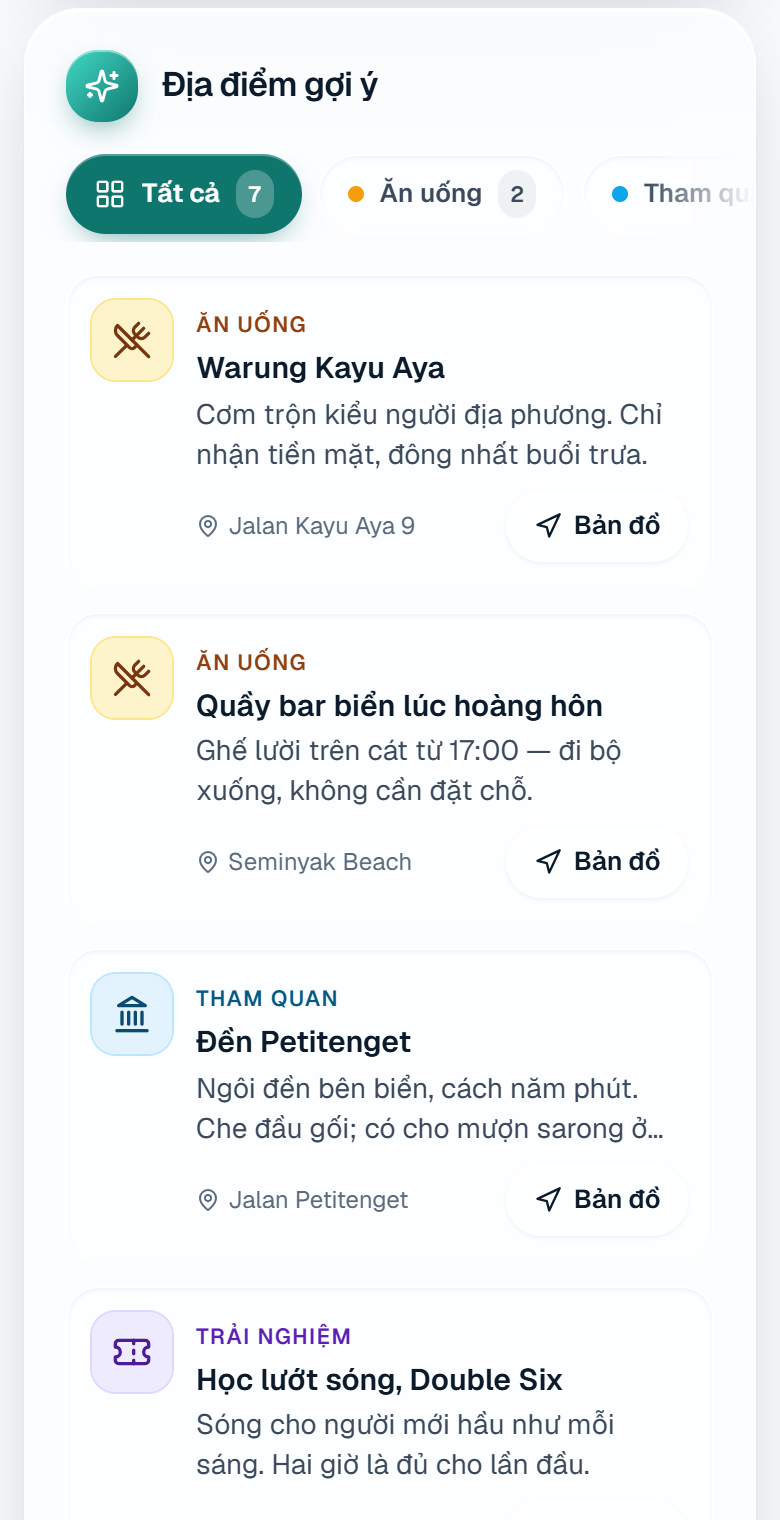 Địa điểm gợi ý
Tất cả 7
Ăn uống 2
Tham qu
ĂN UỐNG
Warung Kayu Aya
Cơm trộn kiểu người địa phương. Chỉ
nhận tiền mặt, đông nhất buổi trưa.
Jalan Kayu Aya 9
Bản đồ
ĂN UỐNG
Quầy bar biển lúc hoàng hôn
Ghế lười trên cát từ 17:00 — đi bộ
xuống, không cần đặt chỗ.
Seminyak Beach
Bản đồ
THAM QUAN
Đền Petitenget
Ngôi đền bên biển, cách năm phút.
Che đầu gối; có cho mượn sarong ở…
Jalan Petitenget
Bản đồ
TRẢI NGHIỆM
Học lướt sóng, Double Six
Sóng cho người mới hầu như mỗi
sáng. Hai giờ là đủ cho lần đầu.